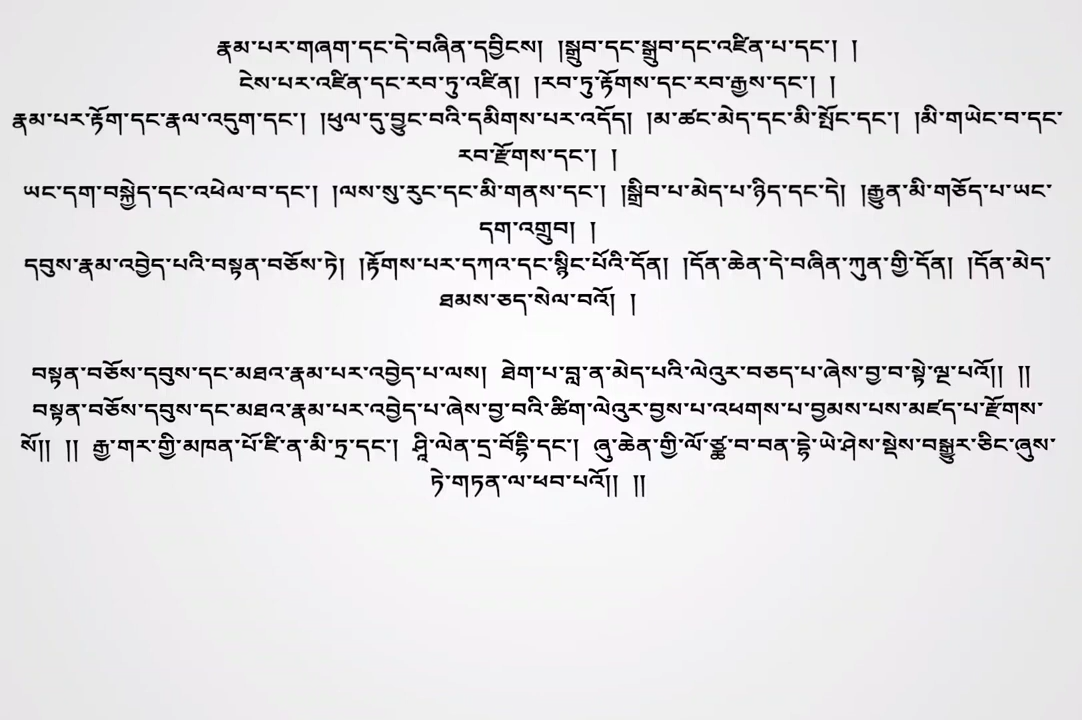 རྣམ་པར་གཞག་དང་དེ་བཞིན་དབྱིངས། །སྒྲུབ་དང་སྒྲུབ་དང་འཛིན་པ་དང་། །
ངེས་པར་འཛིན་དང་རབ་ཏུ་འཛིན། །རབ་ཏུ་རྟོགས་དང་རབ་རྒྱས་དང་། །
རྣམ་པར་རྟོག་དང་རྣལ་འདུག་དང་། །ཕུལ་དུ་བྱུང་བའི་དམིགས་པར་འདོད། །མ་ཚང་མེད་དང་མི་སྤོང་དང་། །མི་གཡེང་བ་དང་
རབ་རྫོགས་དང་། །
ཡང་དག་བསྐྱེད་དང་འཕེལ་བ་དང་། །ལས་སུ་རུང་དང་མི་གནས་དང་། །སྒྲིབ་པ་མེད་པ་ཉིད་དང་དེ། །རྒྱུན་མི་གཅོད་པ་ཡང་
དག་འགྲུབ། །
དབུས་རྣམ་འབྱེད་པའི་བསྟན་བཅོས་ཏེ། །རྟོགས་པར་དཀའ་དང་སྙིང་པོའི་དོན། །དོན་ཆེན་དེ་བཞིན་ཀུན་གྱི་དོན། །དོན་མེད་
ཐམས་ཅད་སེལ་བའོ། །
བསྟན་བཅོས་དབུས་དང་མཐའ་རྣམ་པར་འབྱེད་པ་ལས། ཐེག་པ་བླ་ན་མེད་པའི་ལེའུར་བཅད་པ་ཞེས་བྱ་བ་སྟེ་ལྔ་པའོ།། །།
བསྟན་བཅོས་དབུས་དང་མཐའ་རྣམ་པར་འབྱེད་པ་ཞེས་བྱ་བའི་ཚིག་ལེའུར་བྱས་པ་འཕགས་པ་བྱམས་པས་མཛད་པ་རྫོགས་
སོ།། །། རྒྱ་གར་གྱི་མཁན་པོ་ཛི་ན་མི་ཏྲ་དང་། ཤཱི་ལེན་དྲ་བོདྷི་དང་། ཞུ་ཆེན་གྱི་ལོ་ཙྪ་བ་བན་དྷེ་ཡེ་ཤེས་སྡེས་བསྒྱུར་ཅིང་ཞུས་
ཏེ་གཏན་ལ་ཕབ་པའོ།། །།